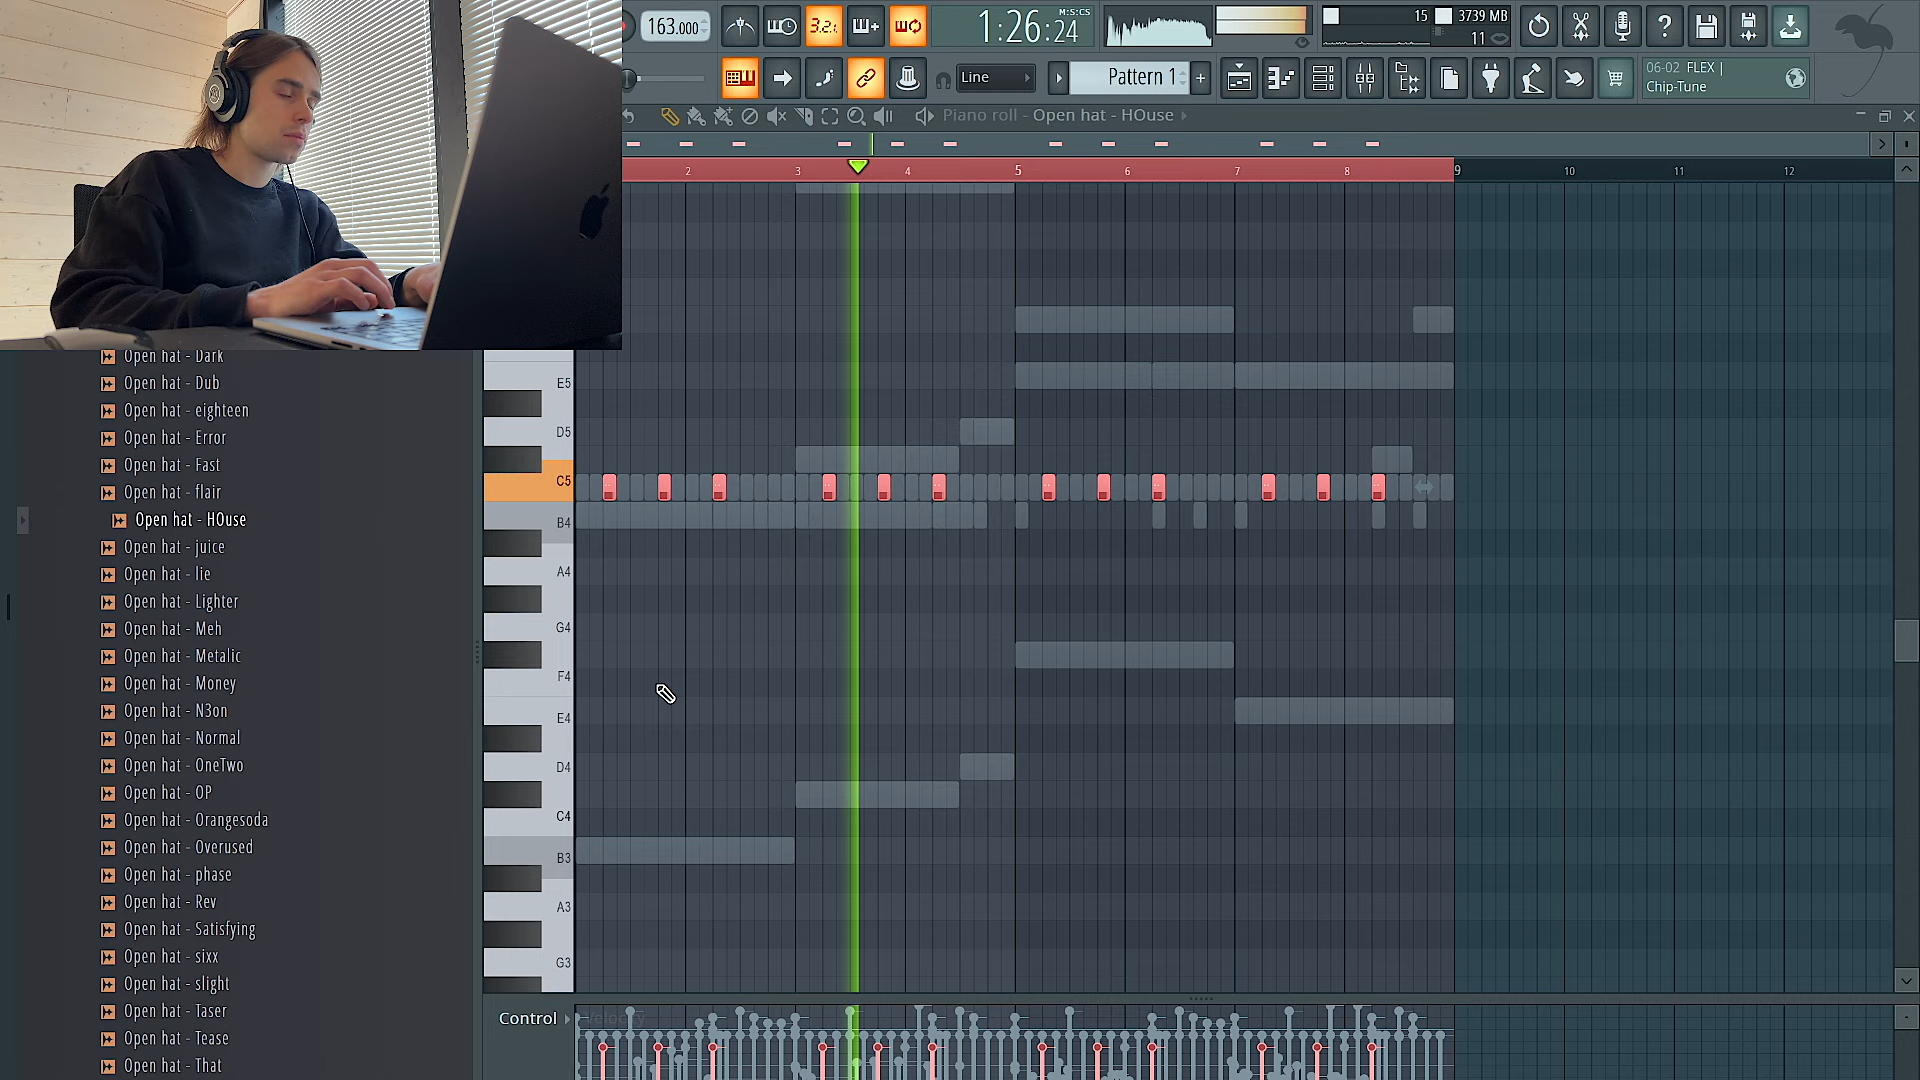 163.000
3.2.
1:26:24
M:S:CS
15
3739 MB
11
Line
Pattern 1
+
06-02 FLEX |
Chip-Tune
Piano roll - Open hat - HOuse
2 3 4 5 6 7 8 9 10 11 12
Open hat - Dark
Open hat - Dub
Open hat - eighteen
Open hat - Error
Open hat - Fast
Open hat - flair
Open hat - HOuse
Open hat - juice
Open hat - lie
Open hat - Lighter
Open hat - Meh
Open hat - Metalic
Open hat - Money
Open hat - N3on
Open hat - Normal
Open hat - OneTwo
Open hat - OP
Open hat - Orangesoda
Open hat - Overused
Open hat - phase
Open hat - Rev
Open hat - Satisfying
Open hat - sixx
Open hat - slight
Open hat - Taser
Open hat - Tease
Open hat - That
E5
D5
C5
B4
A4
G4
F4
E4
D4
C4
B3
A3
G3
Control
Velocity